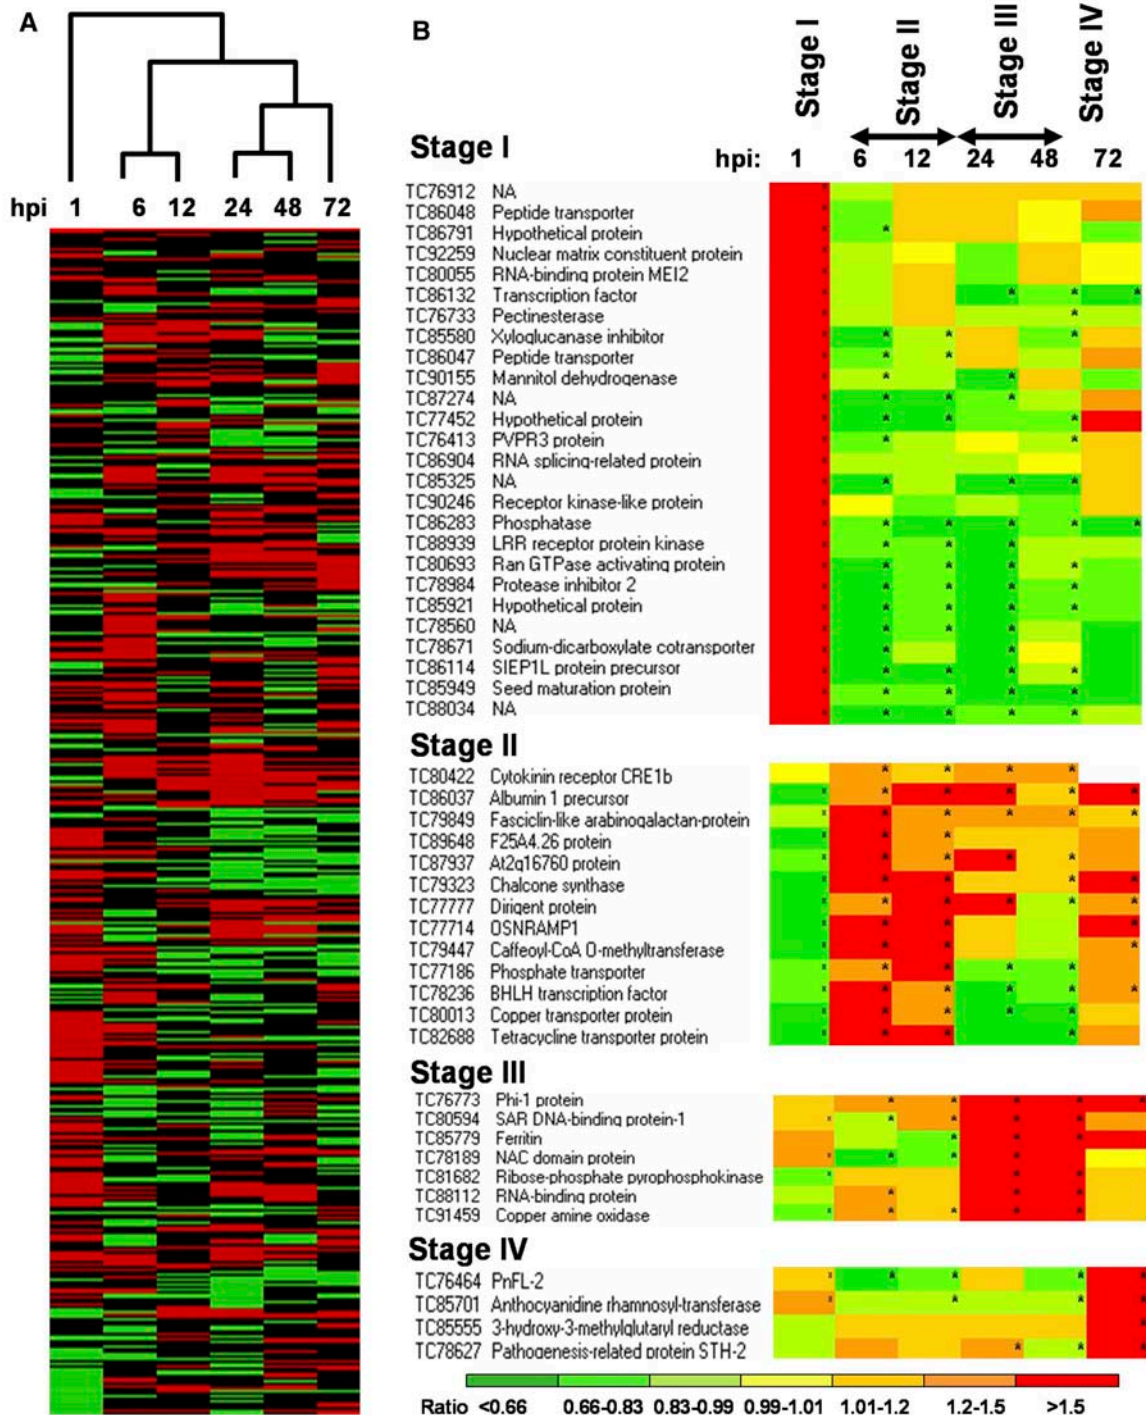 A
hpi 1 6 12 24 48 72
B
Stage I
Stage II
Stage III
Stage IV
hpi: 1 6 12 24 48 72
Stage I
TC76912 NA
TC86048 Peptide transporter
TC86791 Hypothetical protein
TC92259 Nuclear matrix constituent protein
TC80055 RNA-binding protein MEI2
TC86132 Transcription factor
TC76733 Pectinesterase
TC85580 Xyloglucanase inhibitor
TC86047 Peptide transporter
TC90155 Mannitol dehydrogenase
TC87274 NA
TC77452 Hypothetical protein
TC76413 PVPR3 protein
TC86904 RNA splicing-related protein
TC85325 NA
TC90246 Receptor kinase-like protein
TC86283 Phosphatase
TC88939 LRR receptor protein kinase
TC80693 Ran GTPase activating protein
TC78984 Protease inhibitor 2
TC85921 Hypothetical protein
TC78560 NA
TC78671 Sodium-dicarboxylate cotransporter
TC86114 SIEP1L protein precursor
TC85949 Seed maturation protein
TC88034 NA
Stage II
TC80422 Cytokinin receptor CRE1b
TC86037 Albumin 1 precursor
TC79849 Fasciclin-like arabinogalactan-protein
TC89648 F25A4.26 protein
TC87937 At2g16760 protein
TC79323 Chalcone synthase
TC77777 Dirigent protein
TC77714 OSNRAMP1
TC79447 Caffeoyl-CoA O-methyltransferase
TC77186 Phosphate transporter
TC78236 BHLH transcription factor
TC80013 Copper transporter protein
TC82688 Tetracycline transporter protein
Stage III
TC76773 Phi-1 protein
TC80594 SAR DNA-binding protein-1
TC85779 Ferritin
TC78189 NAC domain protein
TC81682 Ribose-phosphate pyrophosphokinase
TC88112 RNA-binding protein
TC91459 Copper amine oxidase
Stage IV
TC76464 PnFL-2
TC85701 Anthocyanidine rhamnosyl-transferase
TC85555 3-hydroxy-3-methylglutaryl reductase
TC78627 Pathogenesis-related protein STH-2
Ratio <0.66 0.66-0.83 0.83-0.99 0.99-1.01 1.01-1.2 1.2-1.5 >1.5